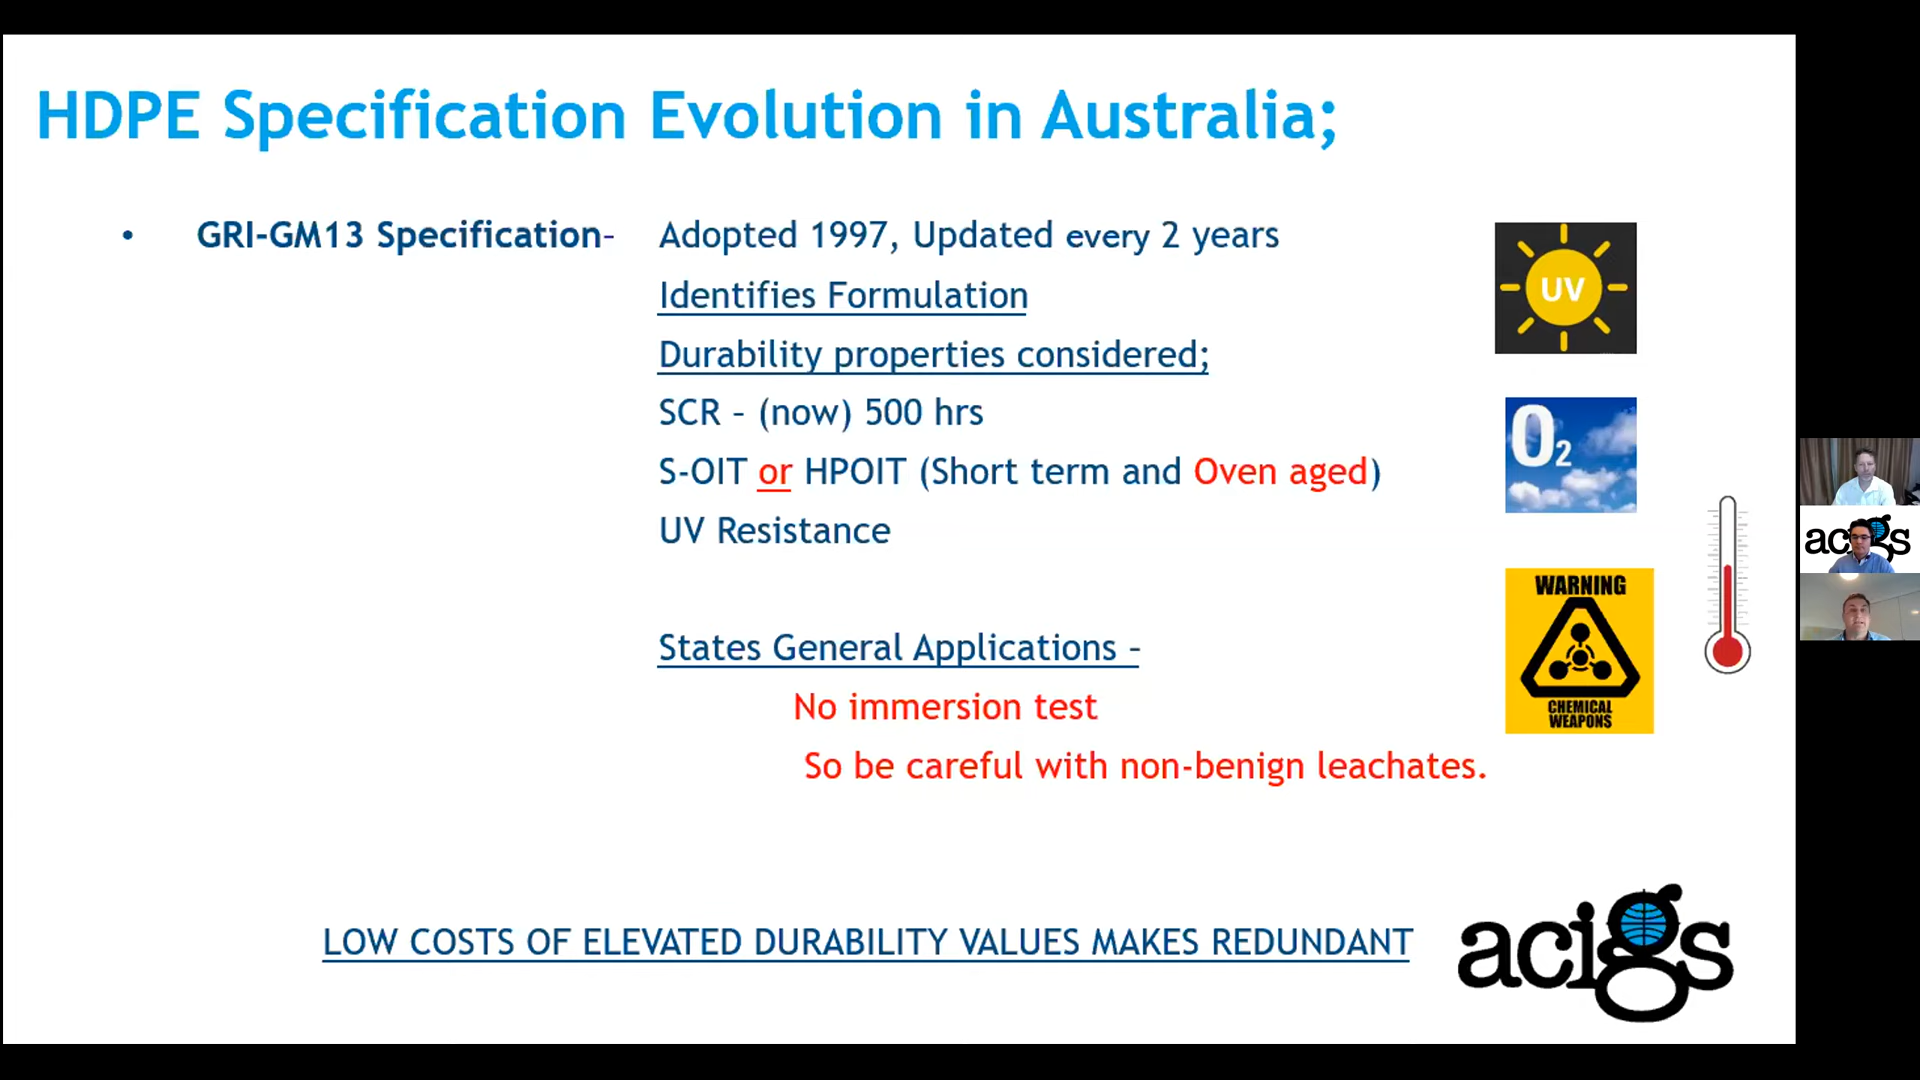 HDPE Specification Evolution in Australia;
• GRI-GM13 Specification– Adopted 1997, Updated every 2 years
Identifies Formulation
Durability properties considered;
SCR – (now) 500 hrs
S-OIT or HPOIT (Short term and Oven aged)
UV Resistance
States General Applications –
No immersion test
So be careful with non-benign leachates.
LOW COSTS OF ELEVATED DURABILITY VALUES MAKES REDUNDANT
UV
O2
WARNING
CHEMICAL
WEAPONS
acigs
acigs